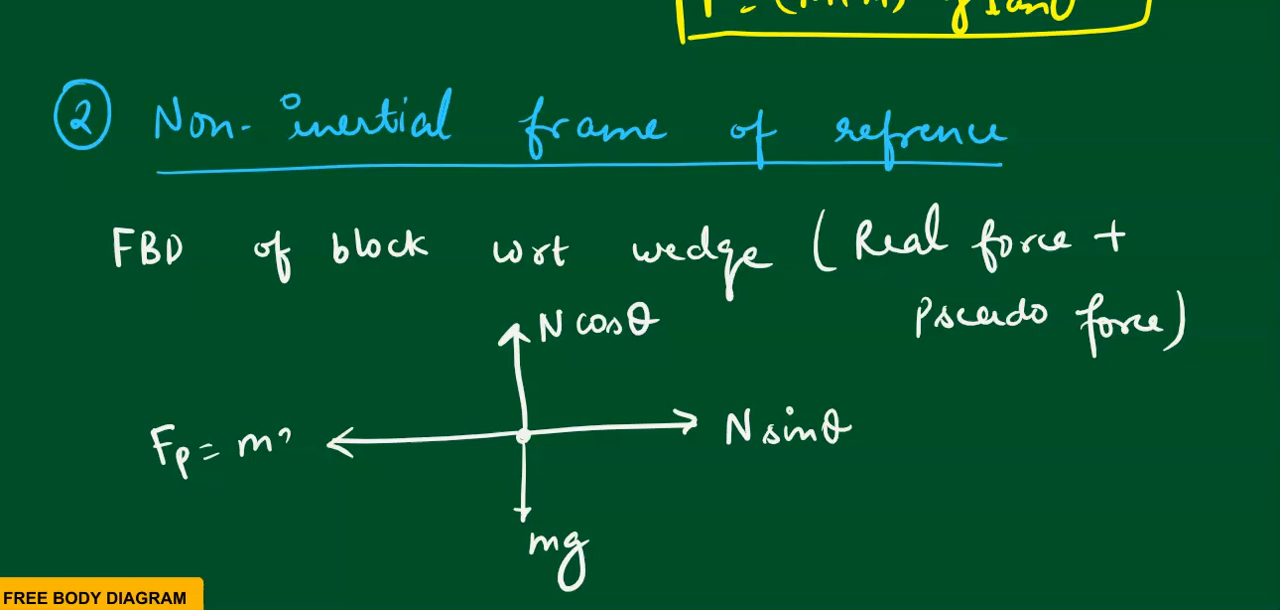 ② Non-inertial frame of refrence
FBD of block wrt wedge (Real force +
Pseudo force)
N cosθ
Fp = m
N sinθ
mg
FREE BODY DIAGRAM